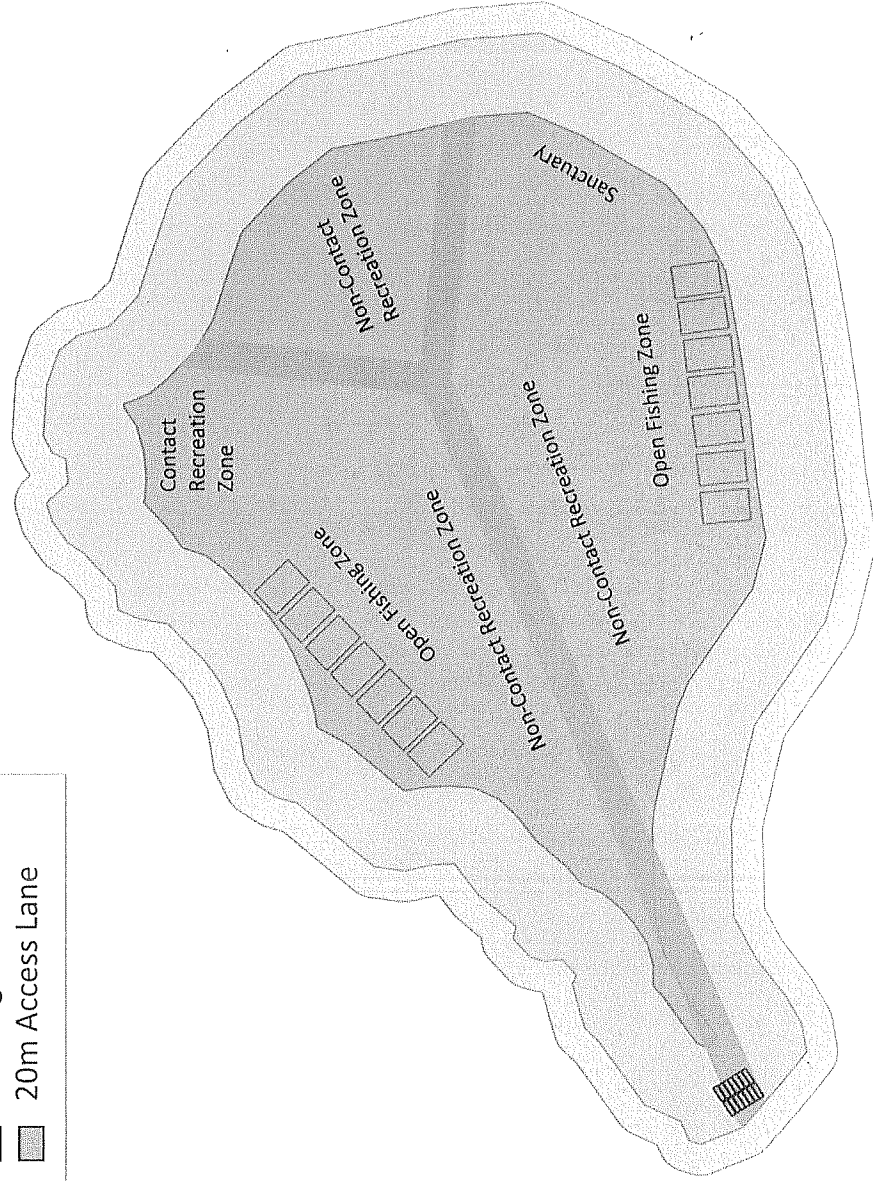 20m Access Lane
Contact
Recreation
Zone
Non-Contact
Recreation Zone
Sanctuary
Open Fishing Zone
Non-Contact Recreation Zone
Non-Contact Recreation Zone
Open Fishing Zone